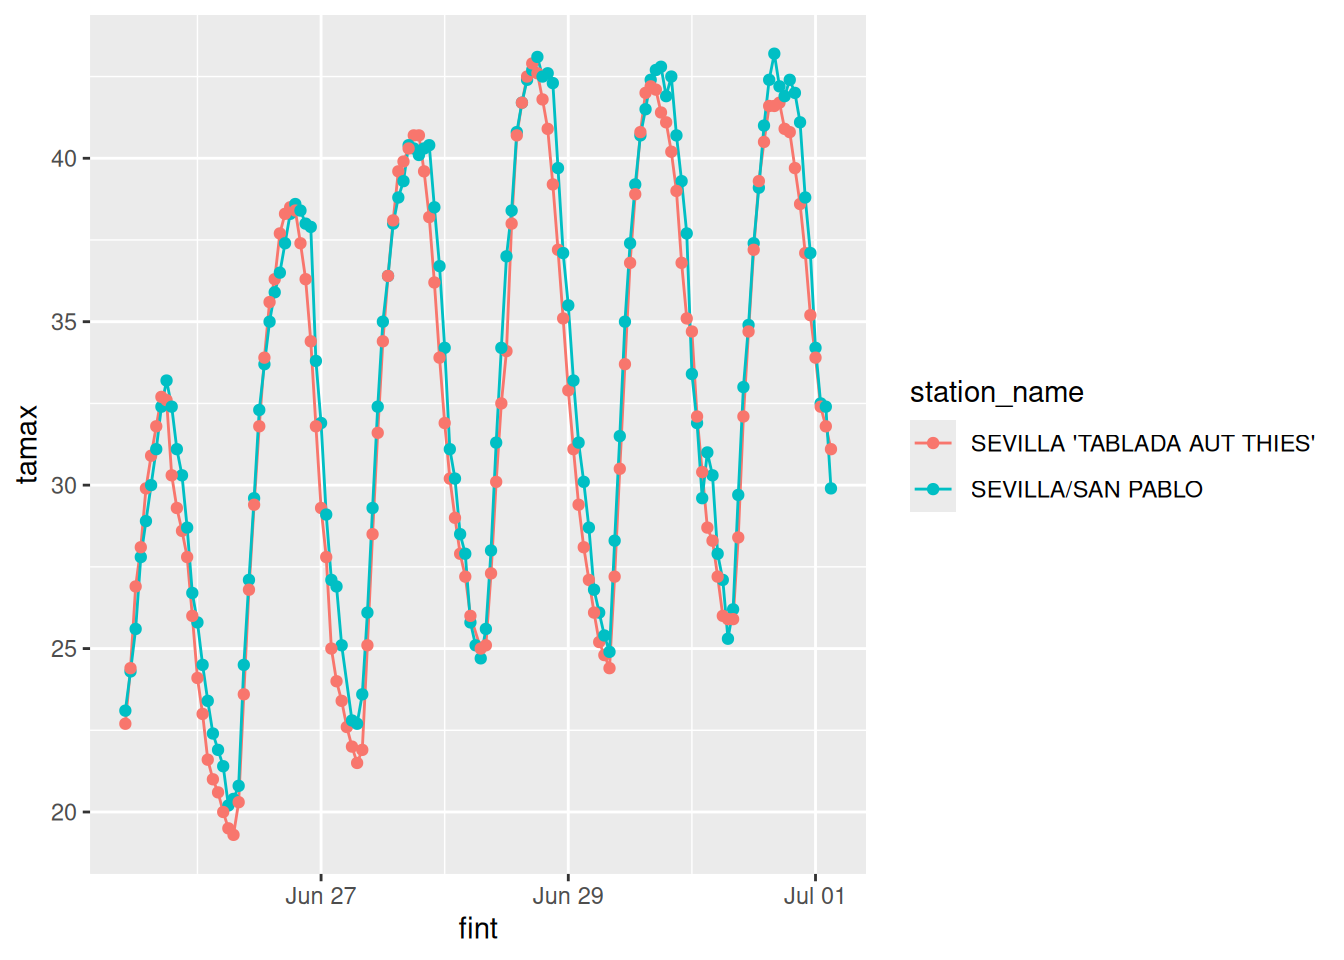 40
35
30
25
20
tamax
Jun 27
Jun 29
Jul 01
fint
station_name
SEVILLA 'TABLADA AUT THIES'
SEVILLA/SAN PABLO